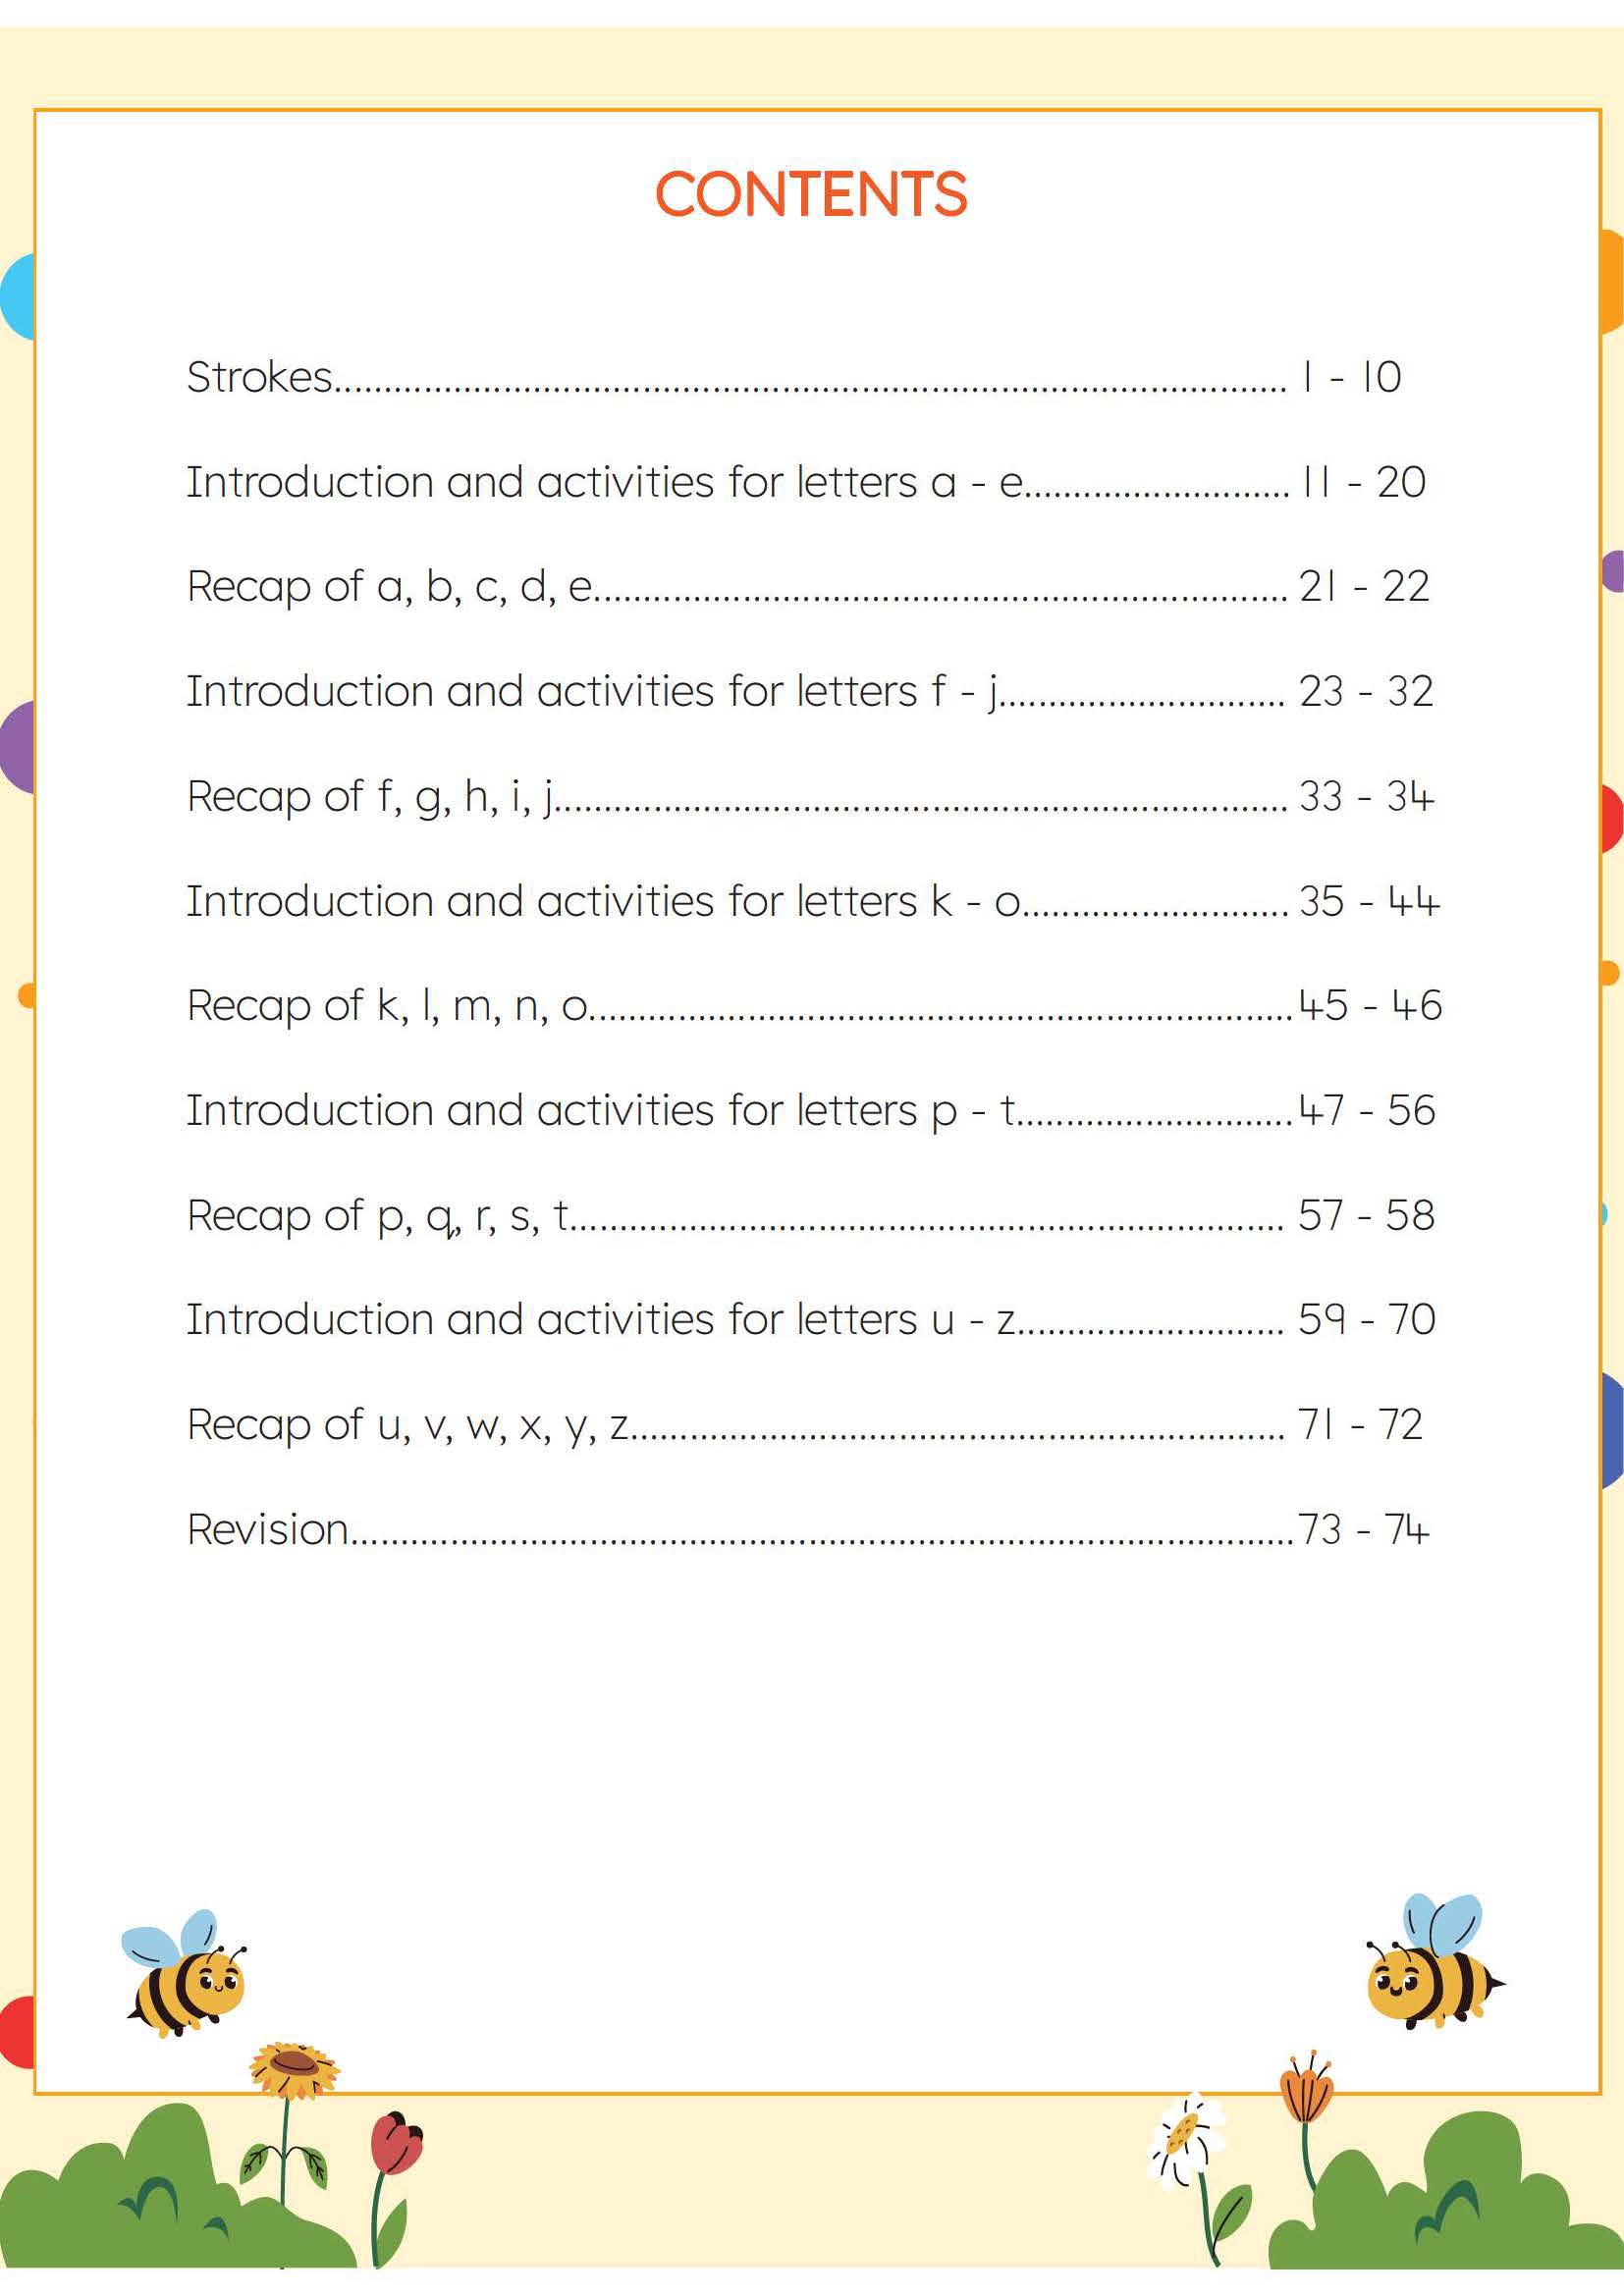 CONTENTS
Strokes................................................................................................ 1 - 10
Introduction and activities for letters a - e........................... 11 - 20
Recap of a, b, c, d, e...................................................................... 21 - 22
Introduction and activities for letters f - j............................. 23 - 32
Recap of f, g, h, i, j.......................................................................... 33 - 34
Introduction and activities for letters k - o........................... 35 - 44
Recap of k, l, m, n, o.......................................................................45 - 46
Introduction and activities for letters p - t............................47 - 56
Recap of p, q, r, s, t........................................................................ 57 - 58
Introduction and activities for letters u - z........................... 59 - 70
Recap of u, v, w, x, y, z.................................................................. 71 - 72
Revision...............................................................................................73 - 74